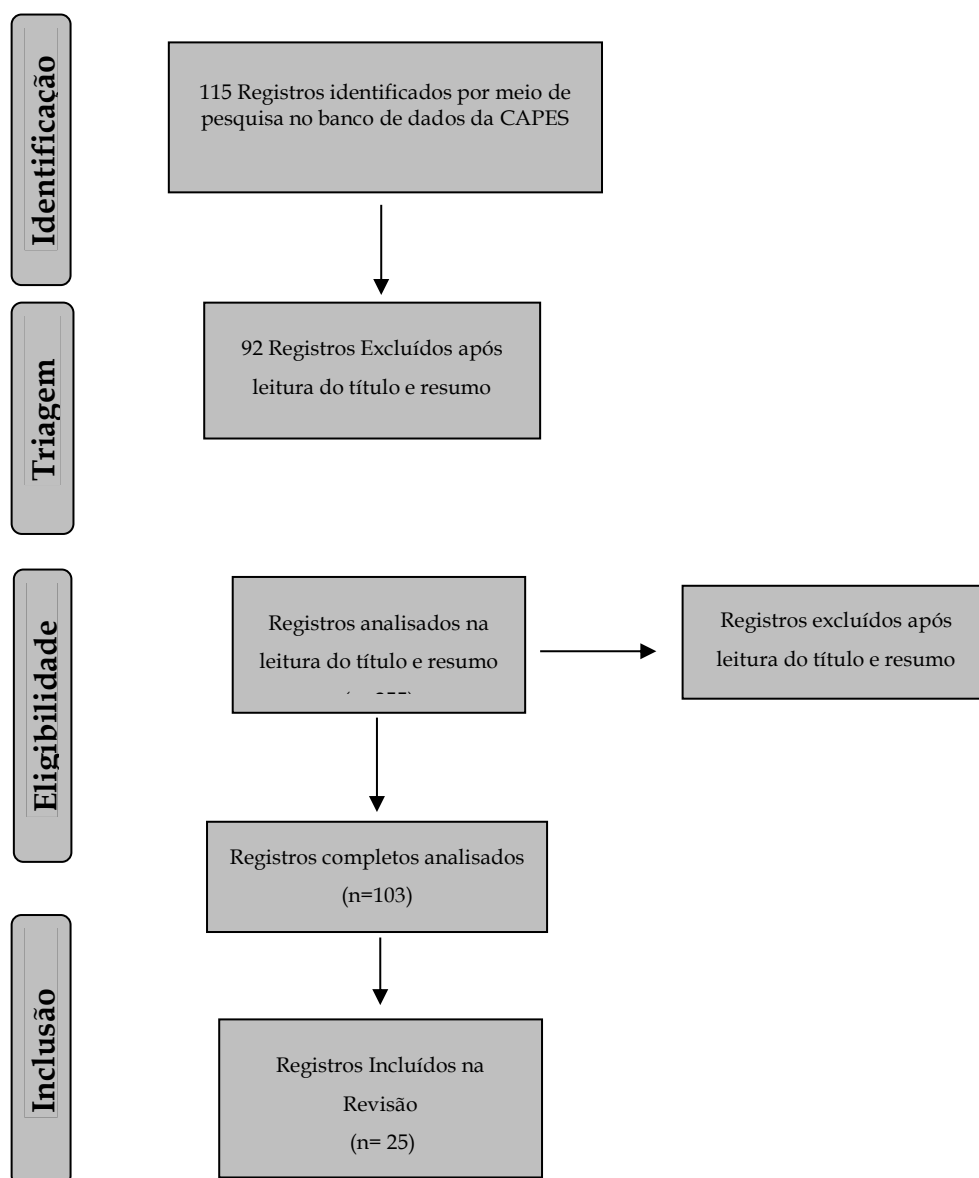 Identificação
115 Registros identificados por meio de
pesquisa no banco de dados da CAPES
Triagem
92 Registros Excluídos após
leitura do título e resumo
Eligibilidade
Registros analisados na
leitura do título e resumo
Registros excluídos após
leitura do título e resumo
Registros completos analisados
(n=103)
Inclusão
Registros Incluídos na
Revisão
(n= 25)